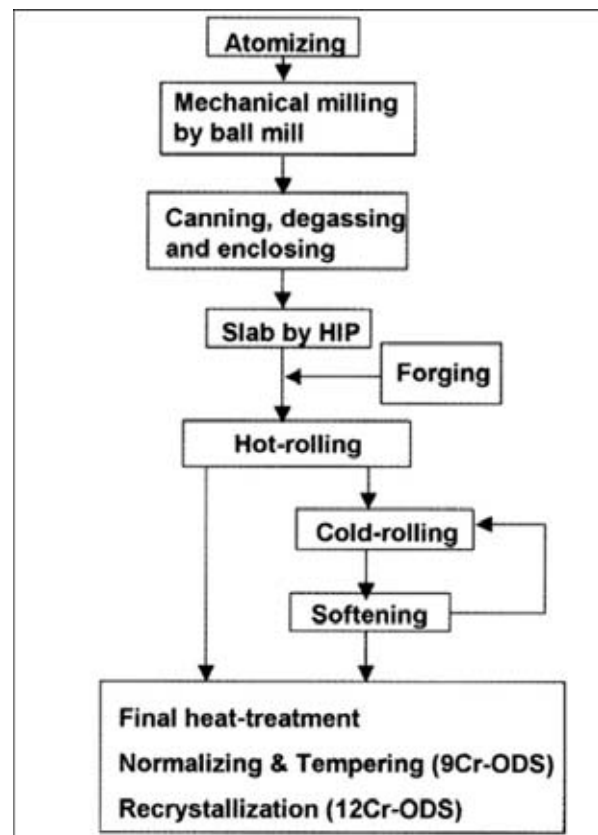 Atomizing
Mechanical milling
by ball mill
Canning, degassing
and enclosing
Slab by HIP
Forging
Hot-rolling
Cold-rolling
Softening
Final heat-treatment
Normalizing & Tempering (9Cr-ODS)
Recrystallization (12Cr-ODS)